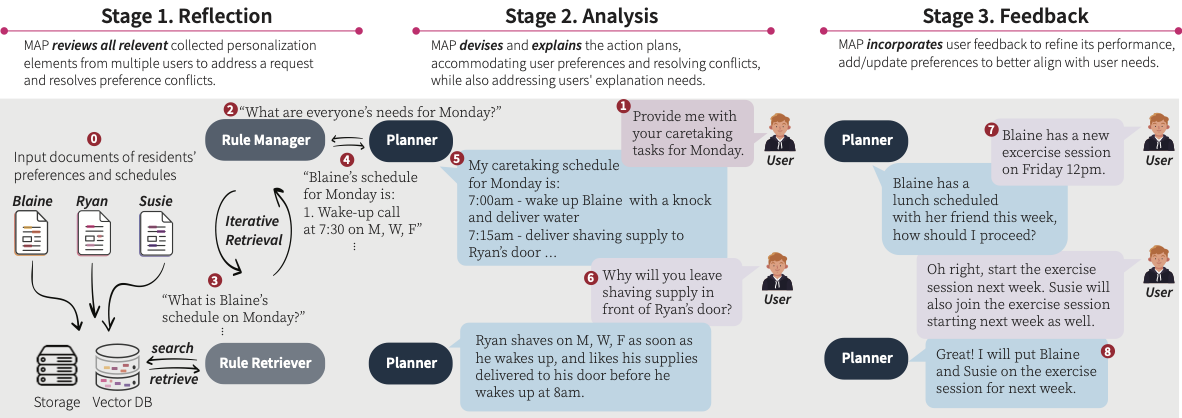 Stage 1. Reflection
MAP reviews all relevent collected personalization
elements from multiple users to address a request
and resolves preference conflicts.
Stage 2. Analysis
MAP devises and explains the action plans,
accommodating user preferences and resolving conflicts,
while also addressing users' explanation needs.
Stage 3. Feedback
MAP incorporates user feedback to refine its performance,
add/update preferences to better align with user needs.
0
Input documents of residents'
preferences and schedules
Blaine
Ryan
Susie
Storage
Vector DB
search
retrieve
2 “What are everyone's needs for Monday?”
Rule Manager
Planner
4
“Blaine's schedule
for Monday is:
1. Wake-up call
at 7:30 on M, W, F”
⋮
Iterative
Retrieval
3
“What is Blaine's
schedule on Monday?”
⋮
Rule Retriever
1
Provide me with
your caretaking
tasks for Monday.
User
5
My caretaking schedule
for Monday is:
7:00am - wake up Blaine with a knock
and deliver water
7:15am - deliver shaving supply to
Ryan's door ...
6
Why will you leave
shaving supply in
front of Ryan's door?
User
Planner
Ryan shaves on M, W, F as soon as
he wakes up, and likes his supplies
delivered to his door before he
wakes up at 8am.
Planner
7
Blaine has a new
excercise session
on Friday 12pm.
User
Blaine has a
lunch scheduled
with her friend this week,
how should I proceed?
Oh right, start the exercise
session next week. Susie will
also join the exercise session
starting next week as well.
User
Planner
8
Great! I will put Blaine
and Susie on the exercise
session for next week.